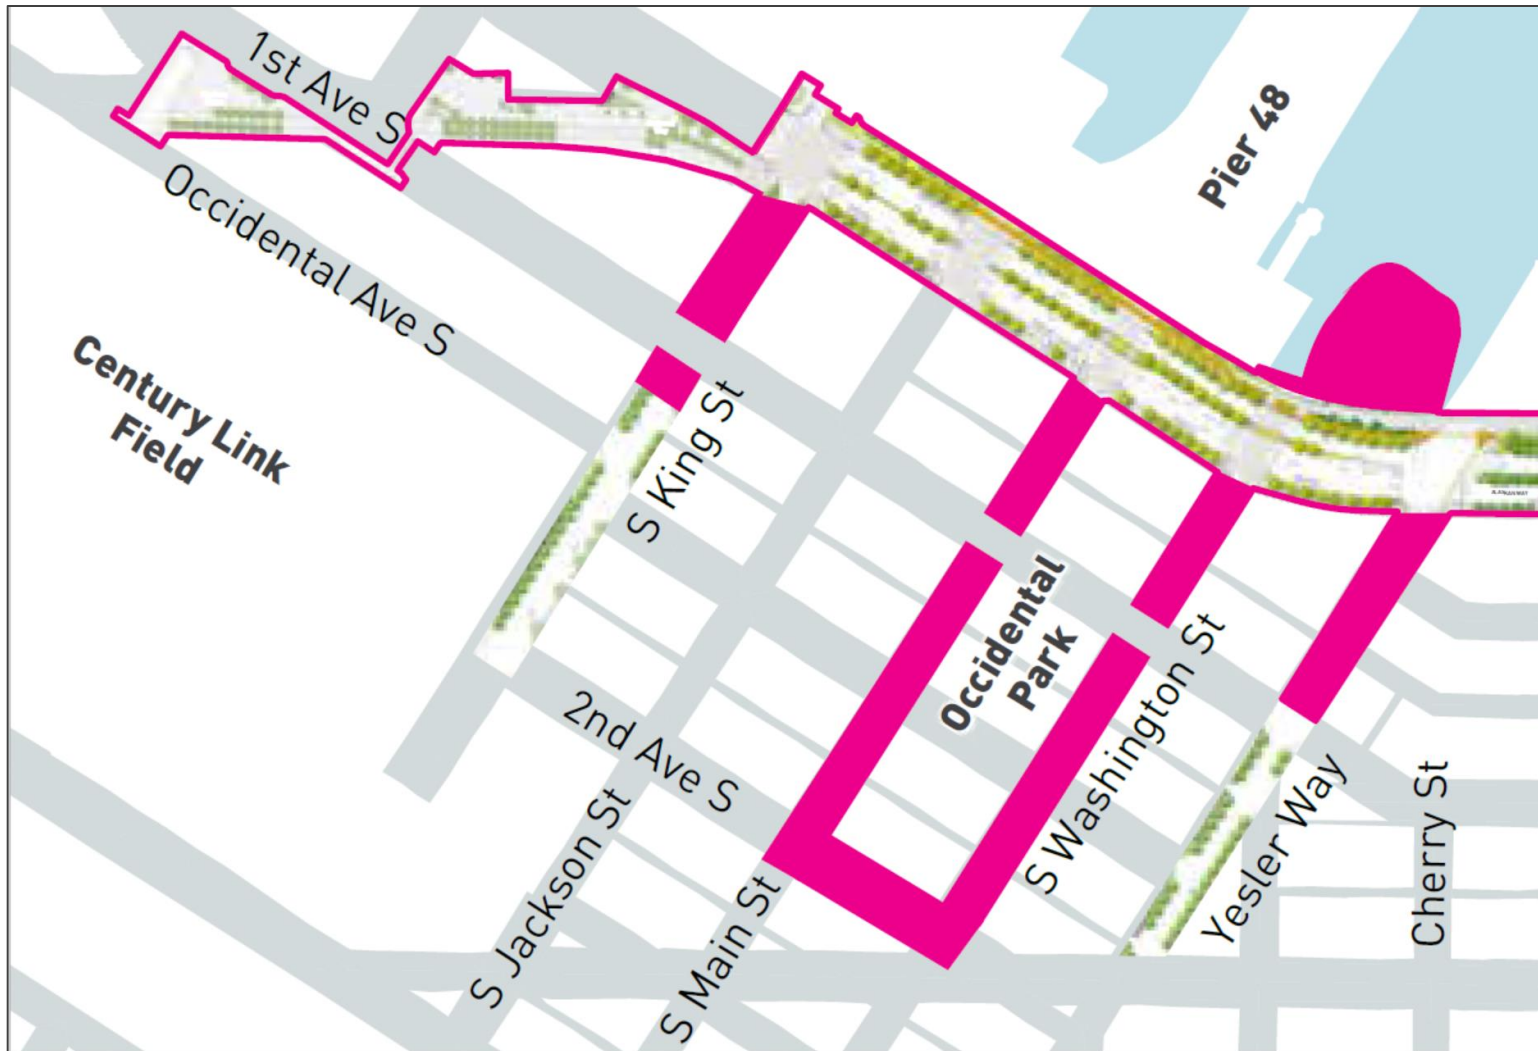 1st Ave S
Pier 48
Occidental Ave S
Century Link
Field
S King St
Occidental
Park
2nd Ave S
S Washington St
Yesler Way
Cherry St
S Jackson St
S Main St